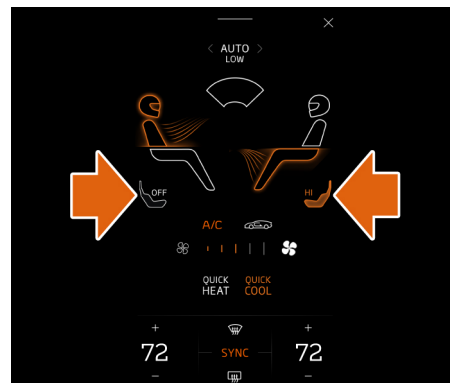 AUTO
LOW
OFF
HI
A/C
QUICK
HEAT
QUICK
COOL
+
+
72
SYNC
72
−
−